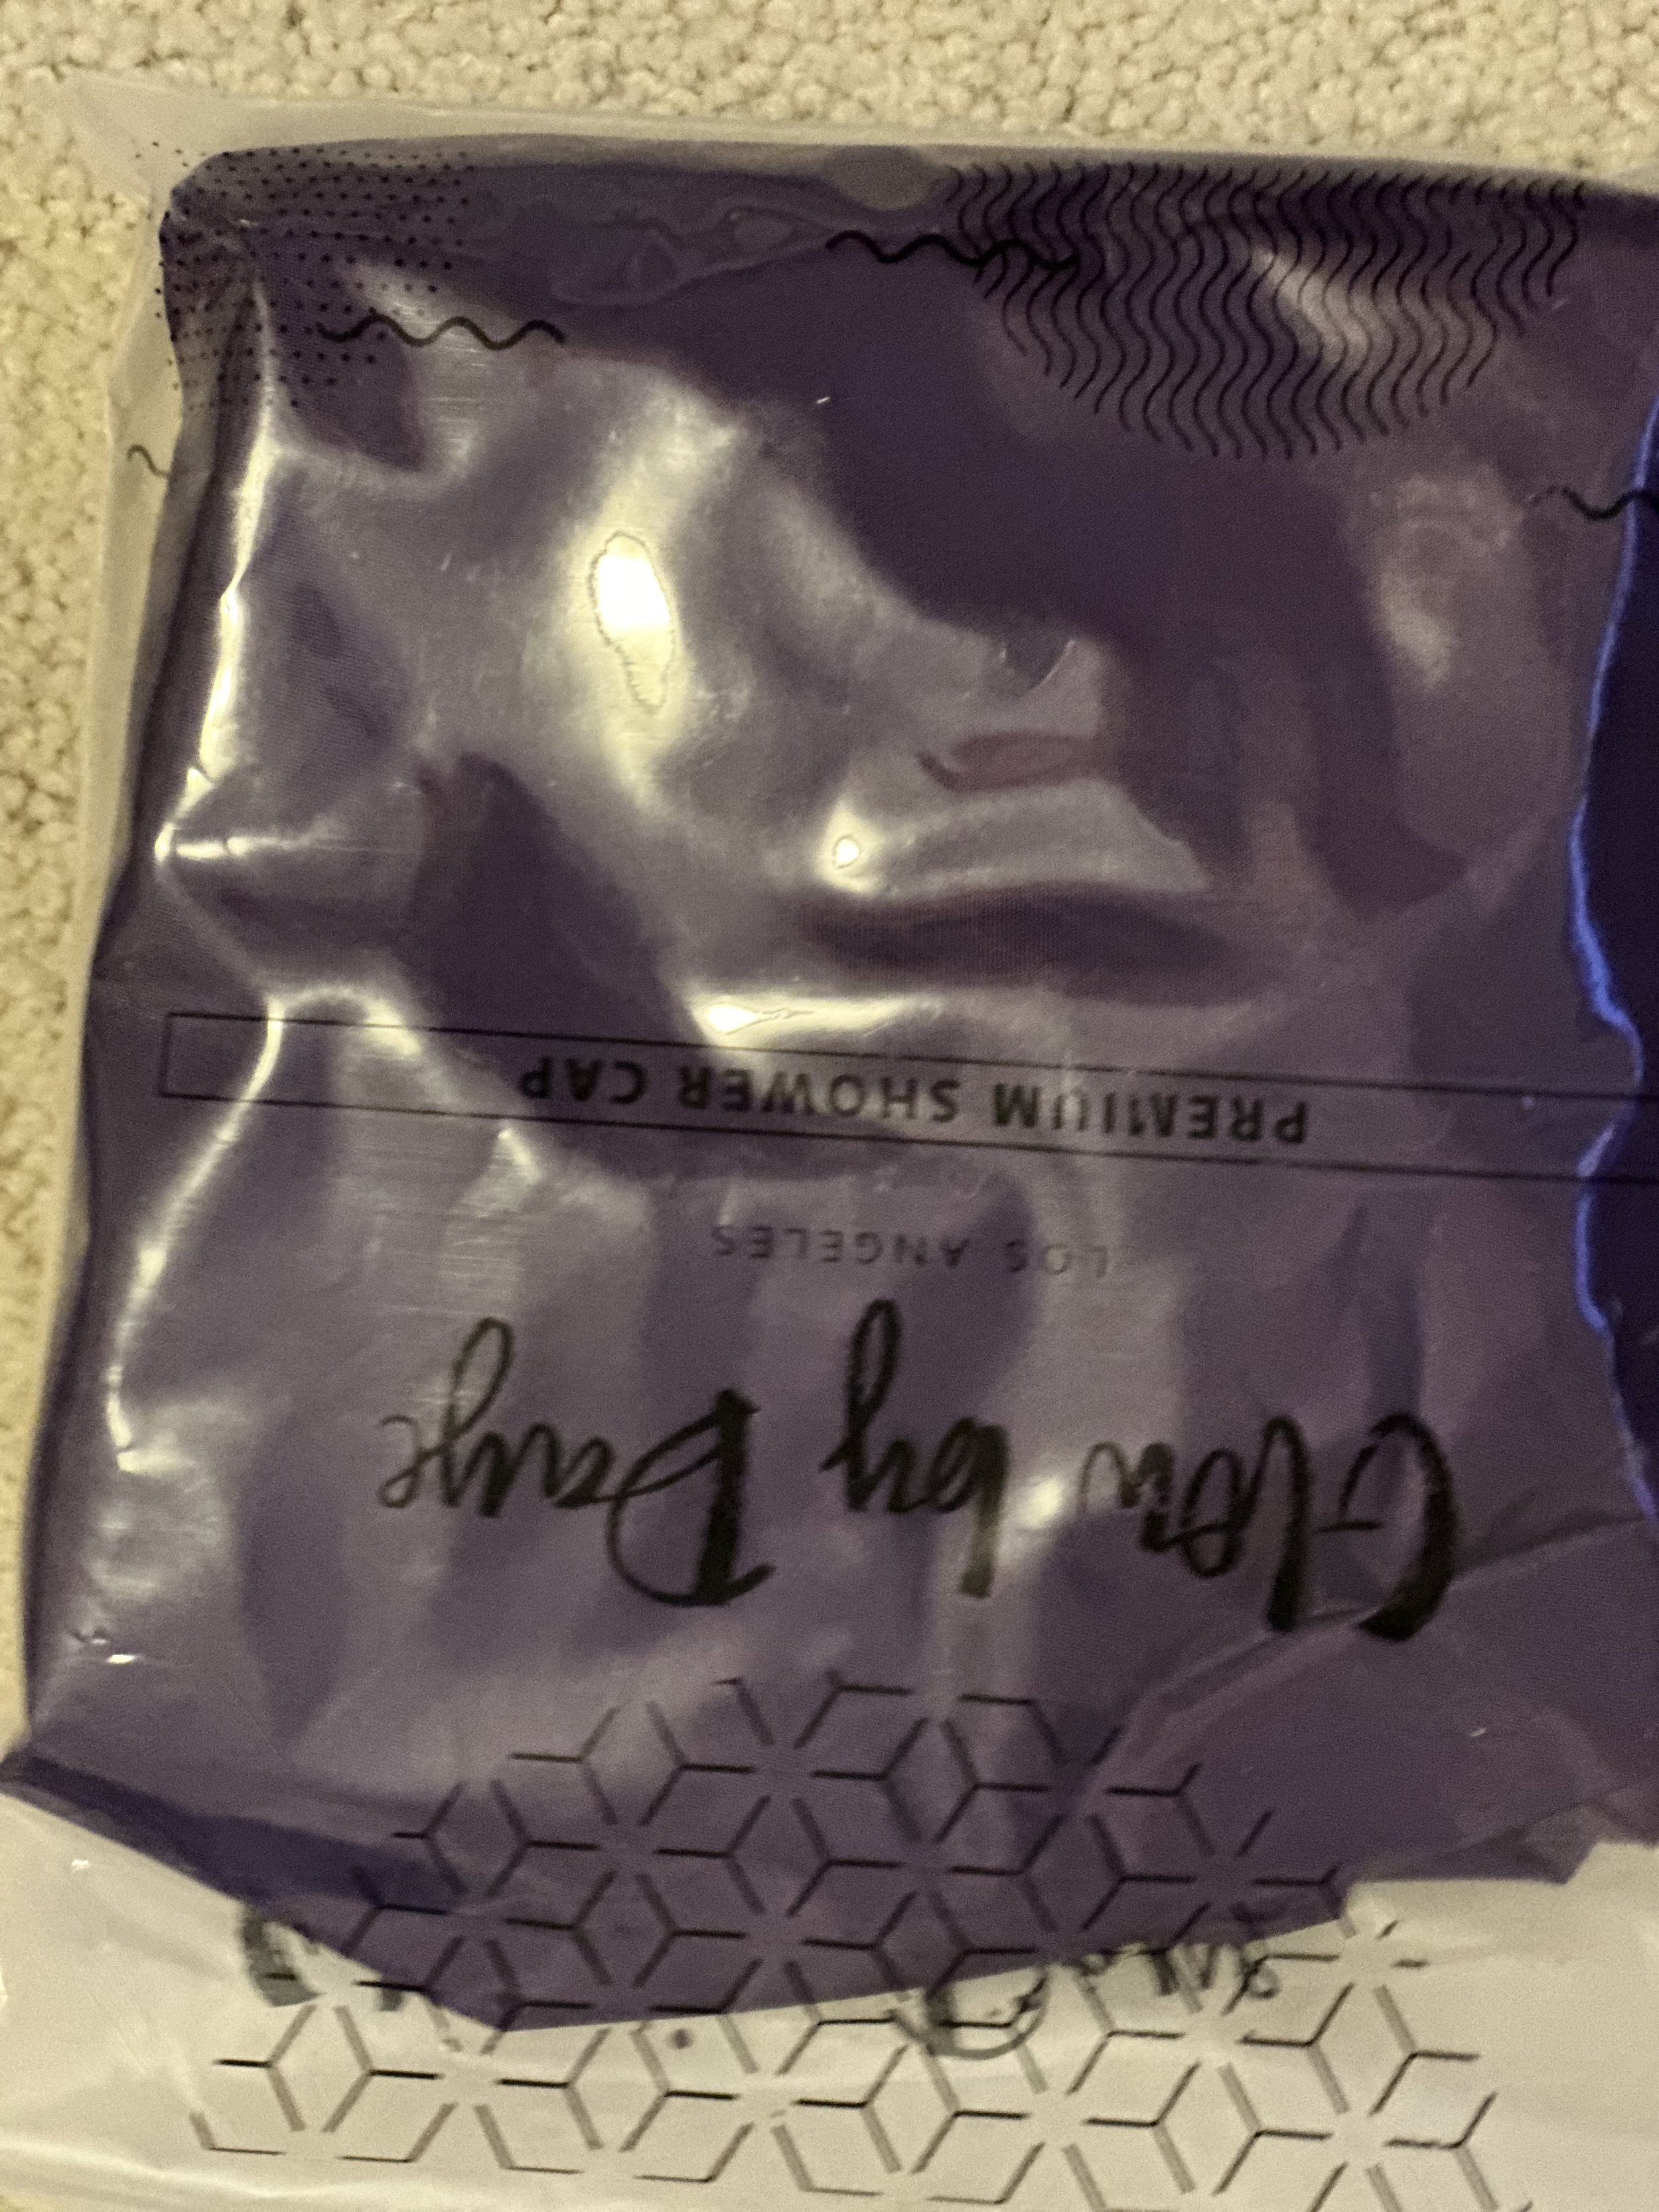 Glow by Daye
LOS ANGELES
PREMIUM SHOWER CAP